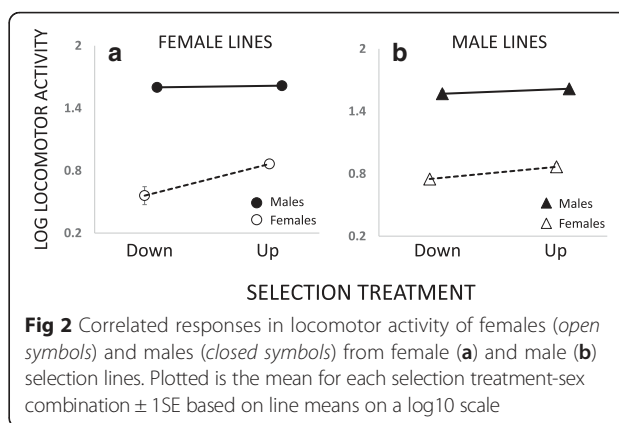 FEMALE LINES
MALE LINES
LOG LOCOMOTOR ACTIVITY
2
a
1.4
0.8
0.2
Males
Females
Down
Up
2
b
1.4
0.8
0.2
Males
Females
Down
Up
SELECTION TREATMENT
Fig 2 Correlated responses in locomotor activity of females (open
symbols) and males (closed symbols) from female (a) and male (b)
selection lines. Plotted is the mean for each selection treatment-sex
combination ± 1SE based on line means on a log10 scale